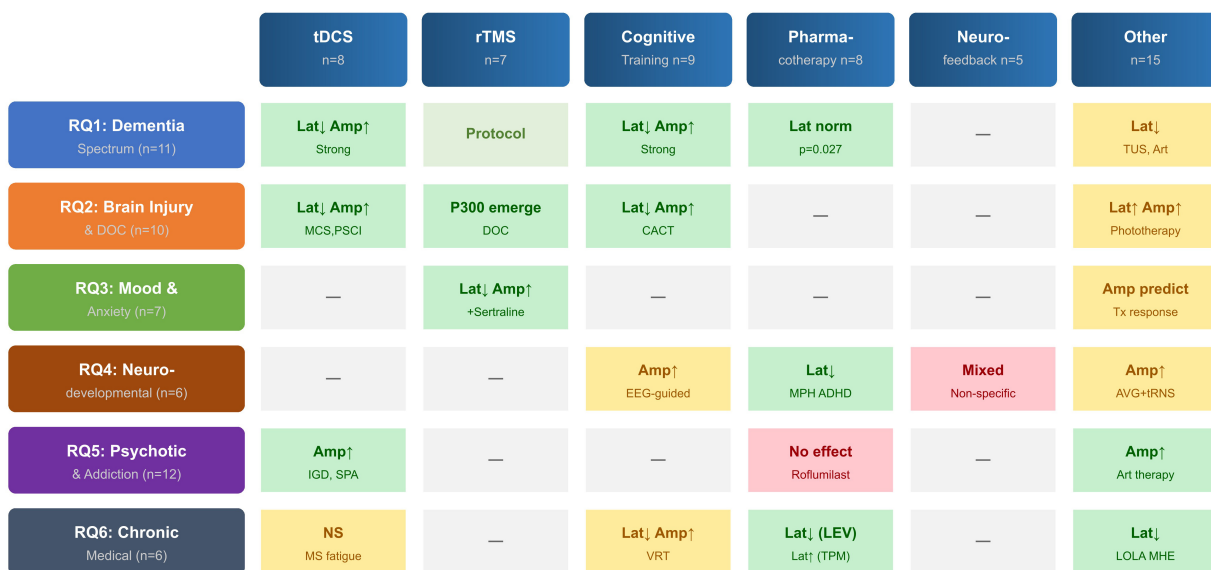 tDCS
n=8
rTMS
n=7
Cognitive
Training n=9
Pharma-
cotherapy n=8
Neuro-
feedback n=5
Other
n=15
RQ1: Dementia
Spectrum (n=11)
Lat↓ Amp↑
Strong
Protocol
Lat↓ Amp↑
Strong
Lat norm
p=0.027
—
Lat↓
TUS, Art
RQ2: Brain Injury
& DOC (n=10)
Lat↓ Amp↑
MCS,PSCI
P300 emerge
DOC
Lat↓ Amp↑
CACT
—
—
Lat↑ Amp↑
Phototherapy
RQ3: Mood &
Anxiety (n=7)
—
Lat↓ Amp↑
+Sertraline
—
—
—
Amp predict
Tx response
RQ4: Neuro-
developmental (n=6)
—
—
Amp↑
EEG-guided
Lat↓
MPH ADHD
Mixed
Non-specific
Amp↑
AVG+tRNS
RQ5: Psychotic
& Addiction (n=12)
Amp↑
IGD, SPA
—
—
No effect
Roflumilast
—
Amp↑
Art therapy
RQ6: Chronic
Medical (n=6)
NS
MS fatigue
—
Lat↓ Amp↑
VRT
Lat↓ (LEV)
Lat↑ (TPM)
—
Lat↓
LOLA MHE